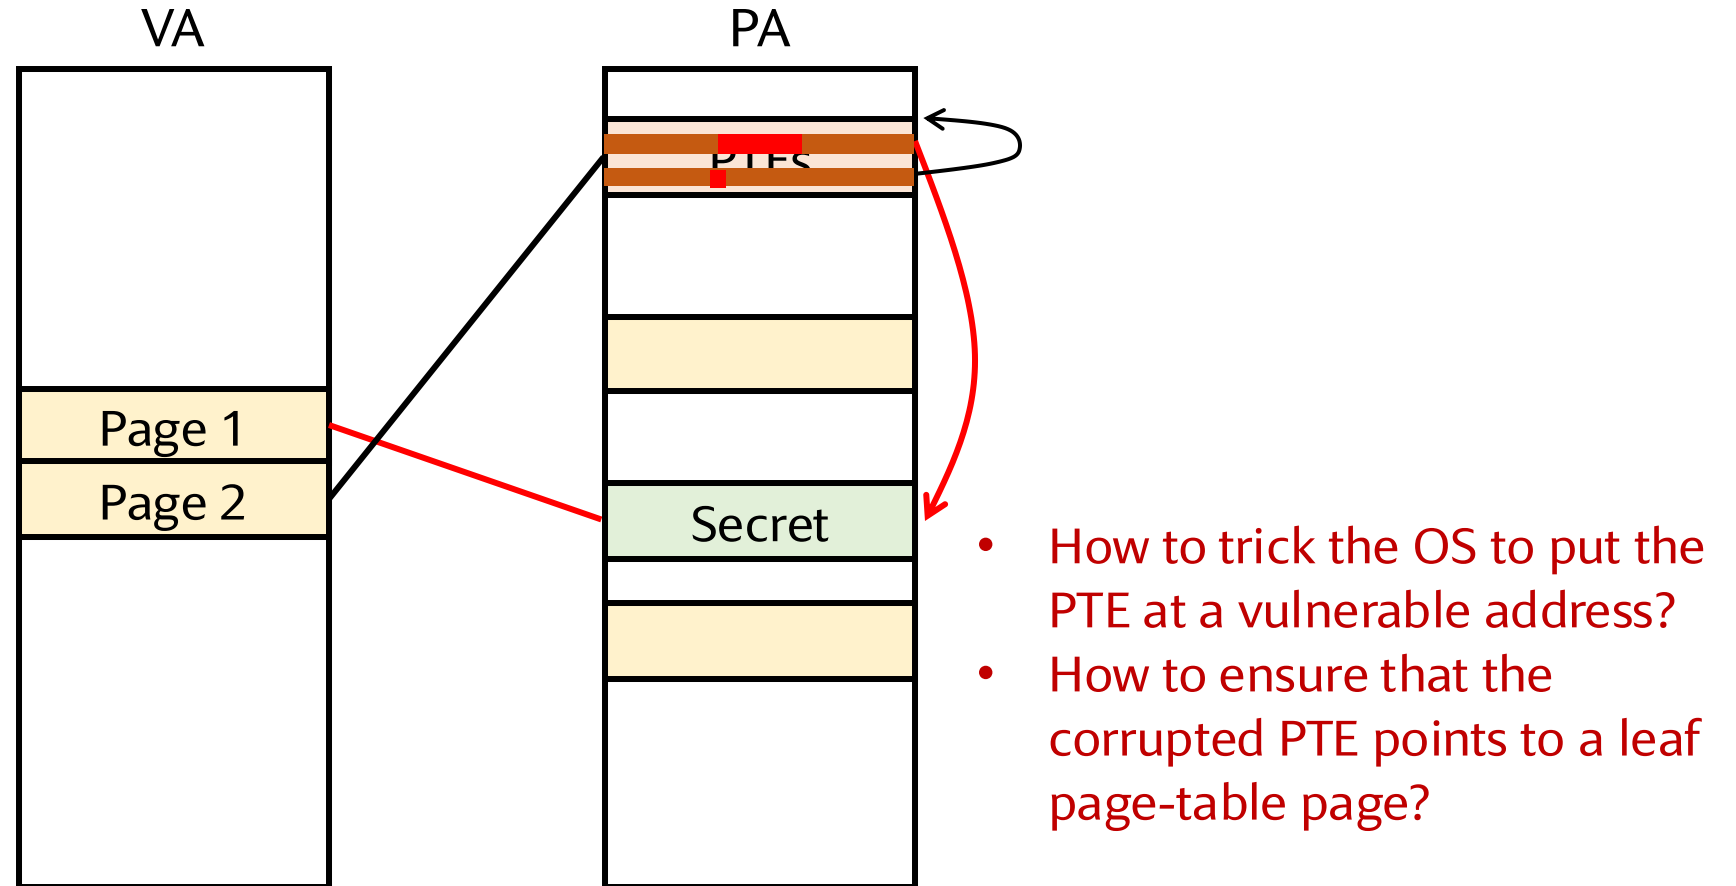 VA
PA
PTEs
Page 1
Page 2
Secret
• How to trick the OS to put the
PTE at a vulnerable address?
• How to ensure that the
corrupted PTE points to a leaf
page-table page?